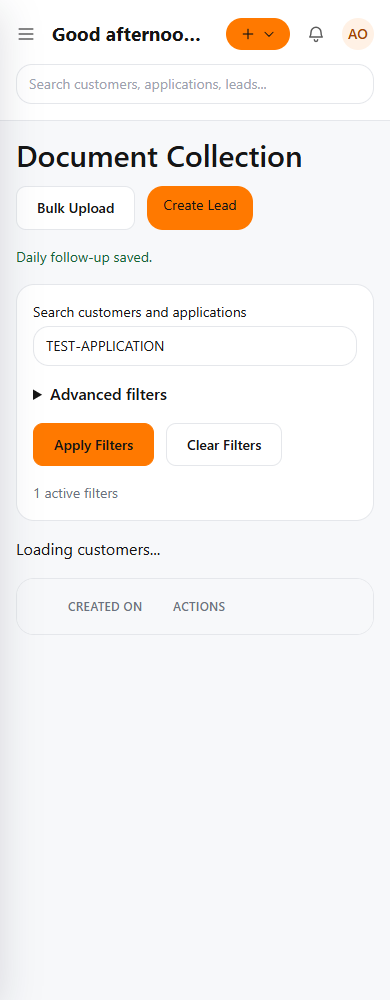 Good afternoo...
AO
Search customers, applications, leads...
Document Collection
Bulk Upload
Create Lead
Daily follow-up saved.
Search customers and applications
TEST-APPLICATION
Advanced filters
Apply Filters
Clear Filters
1 active filters
Loading customers...
CREATED ON ACTIONS